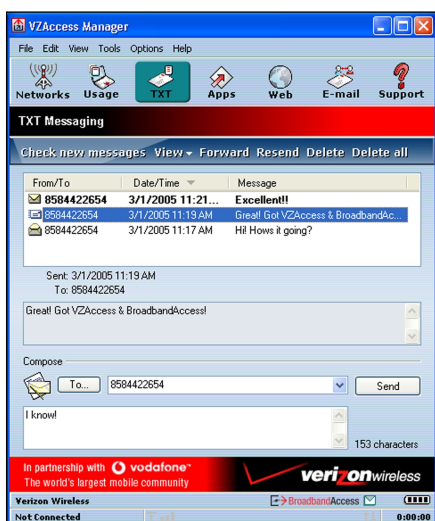 VZAccess Manager
File Edit View Tools Options Help
Networks Usage TXT Apps Web E-mail Support
TXT Messaging
Check new messages View Forward Resend Delete Delete all
From/To Date/Time Message
8584422654 3/1/2005 11:21... Excellent!!
8584422654 3/1/2005 11:19 AM Great! Got VZAccess & BroadbandAc...
8584422654 3/1/2005 11:17 AM Hi! Hows it going?
Sent: 3/1/2005 11:19 AM
To: 8584422654
Great! Got VZAccess & BroadbandAccess!
Compose
To... 8584422654 Send
I know!
153 characters
In partnership with vodafone™
The world's largest mobile community
verizonwireless
Verizon Wireless BroadbandAccess
Not Connected 0:00:00